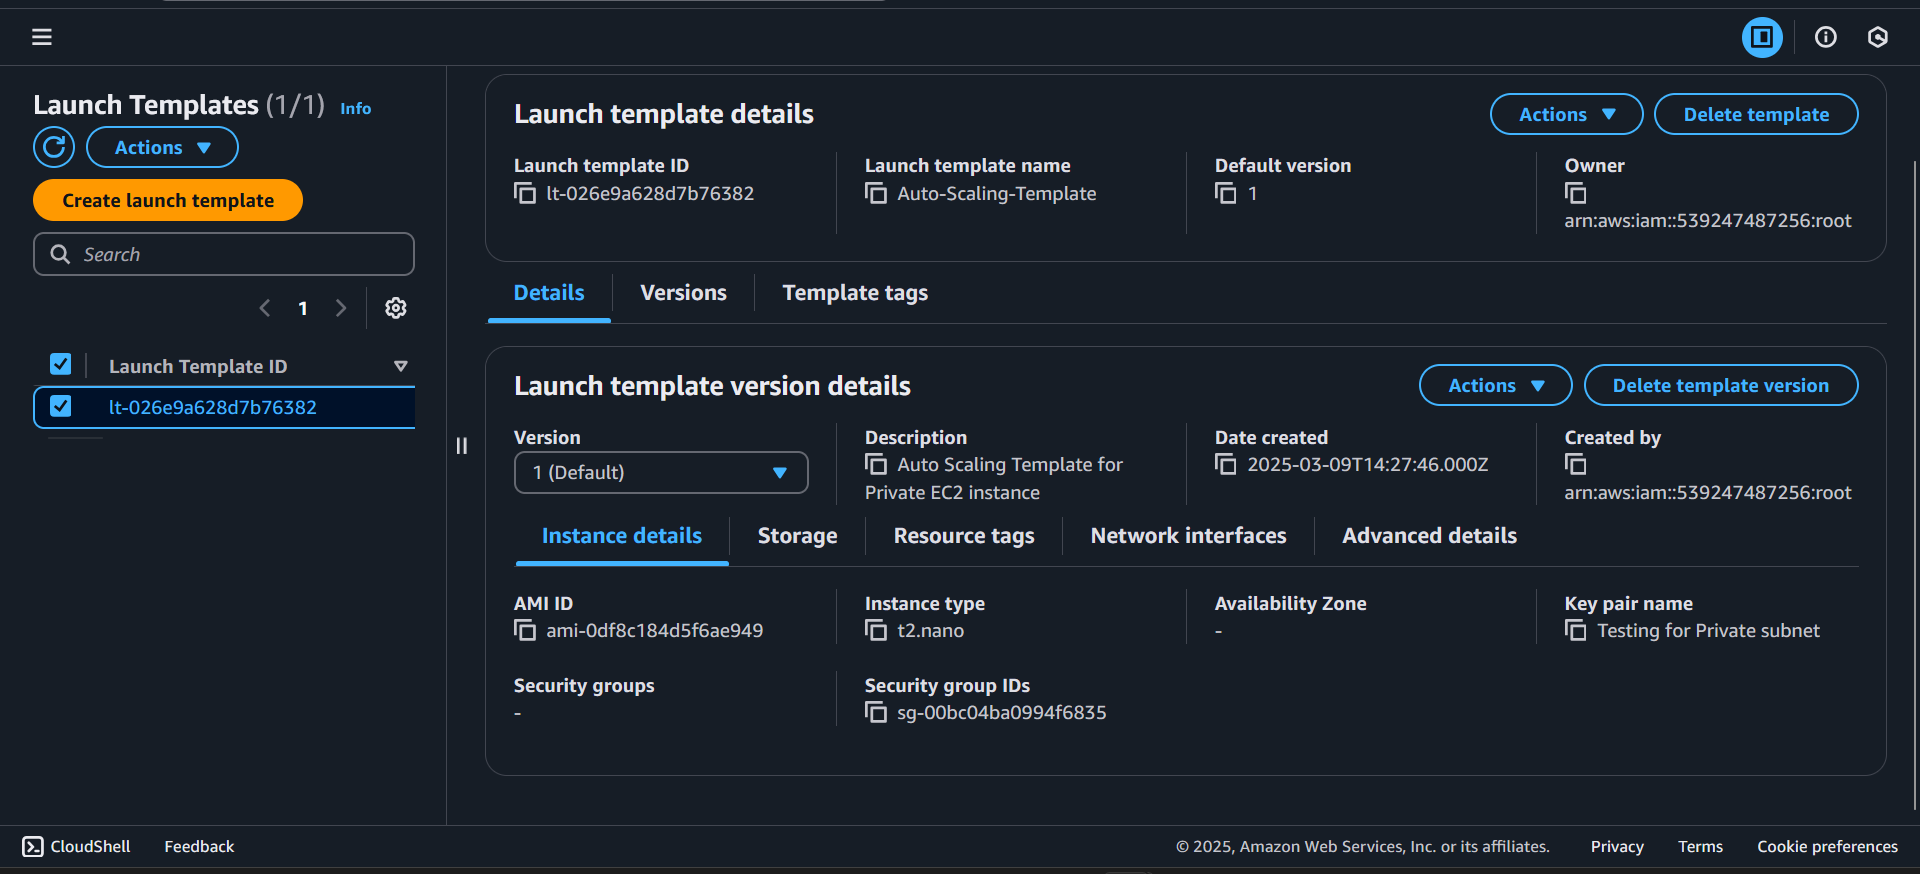 Launch Templates (1/1) Info
Actions
Create launch template
Search
1
Launch Template ID
lt-026e9a628d7b76382
Launch template details
Actions
Delete template
Launch template ID
lt-026e9a628d7b76382
Launch template name
Auto-Scaling-Template
Default version
1
Owner
arn:aws:iam::539247487256:root
Details
Versions
Template tags
Launch template version details
Actions
Delete template version
Version
1 (Default)
Description
Auto Scaling Template for
Private EC2 instance
Date created
2025-03-09T14:27:46.000Z
Created by
arn:aws:iam::539247487256:root
Instance details
Storage
Resource tags
Network interfaces
Advanced details
AMI ID
ami-0df8c184d5f6ae949
Instance type
t2.nano
Availability Zone
-
Key pair name
Testing for Private subnet
Security groups
-
Security group IDs
sg-00bc04ba0994f6835
CloudShell
Feedback
© 2025, Amazon Web Services, Inc. or its affiliates.
Privacy
Terms
Cookie preferences